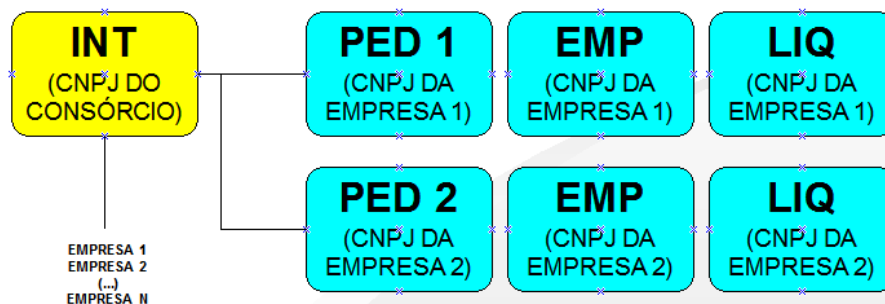 INT
(CNPJ DO
CONSÓRCIO)
PED 1
(CNPJ DA
EMPRESA 1)
EMP
(CNPJ DA
EMPRESA 1)
LIQ
(CNPJ DA
EMPRESA 1)
PED 2
(CNPJ DA
EMPRESA 2)
EMP
(CNPJ DA
EMPRESA 2)
LIQ
(CNPJ DA
EMPRESA 2)
EMPRESA 1
EMPRESA 2
(...)
EMPRESA N